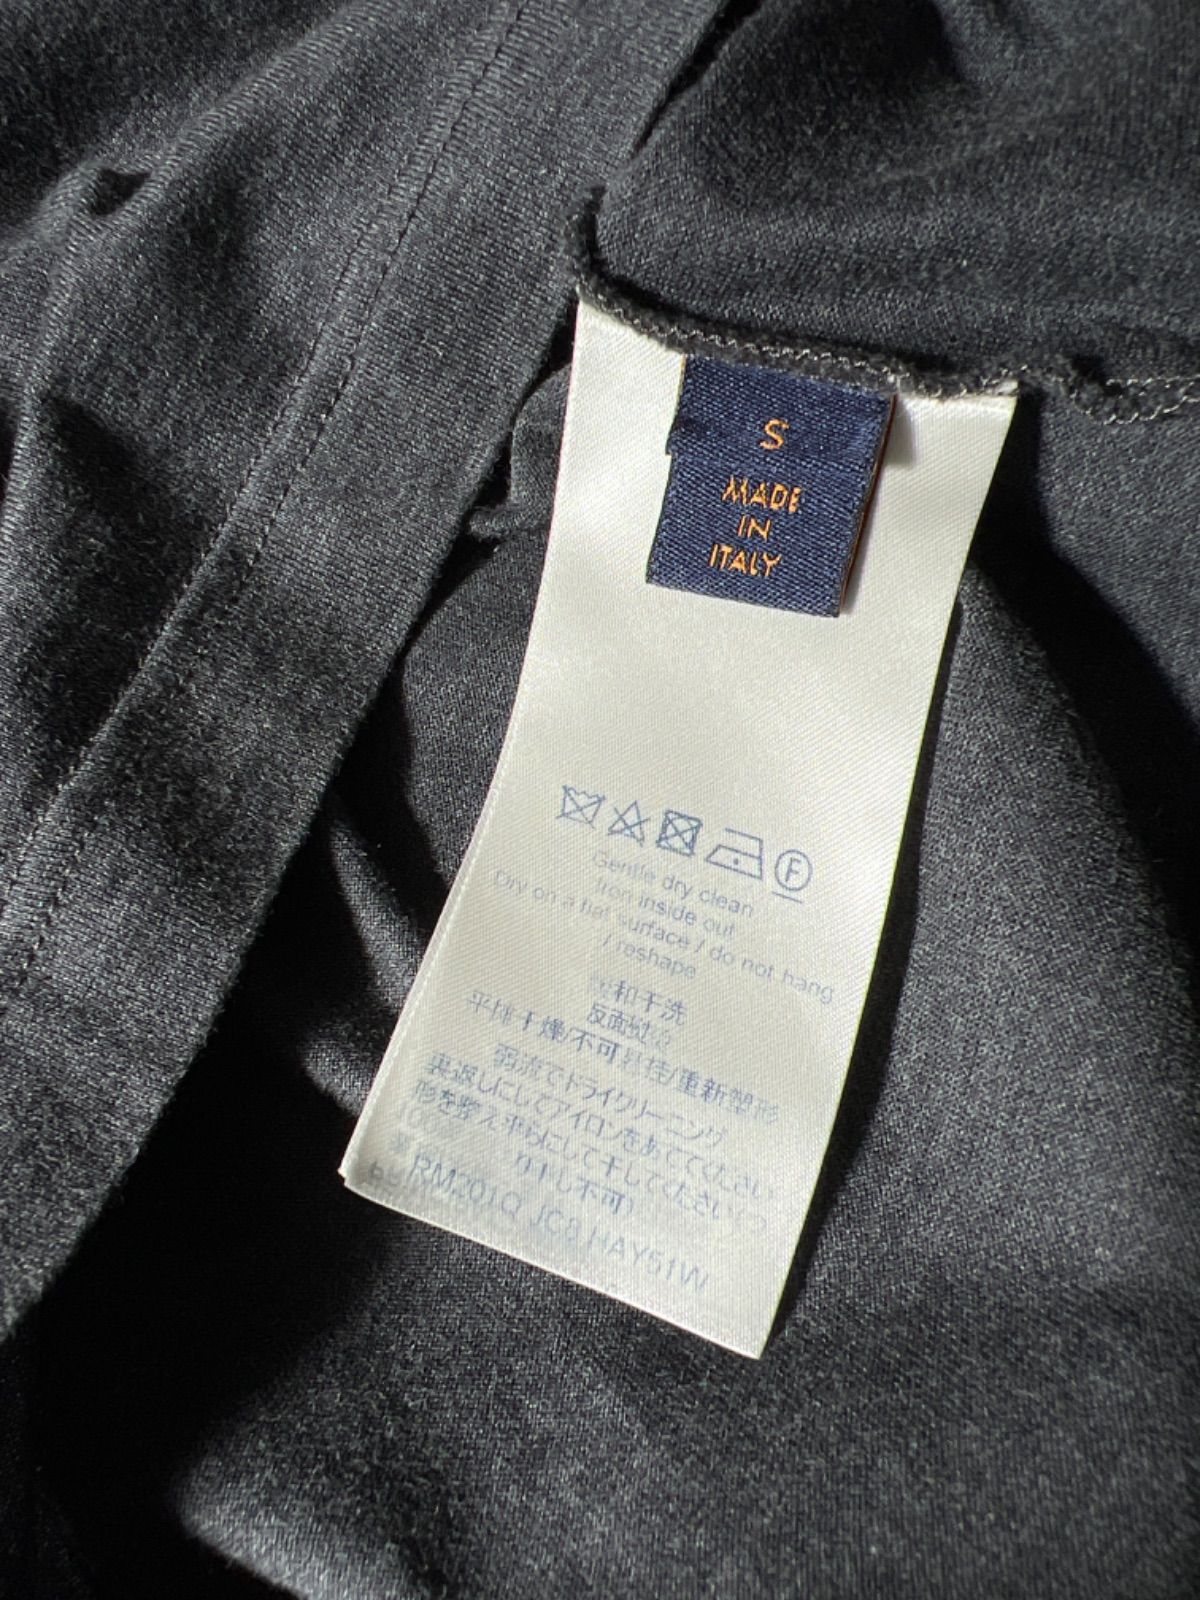 S
MADE
IN
ITALY
F
Gentle dry clean
Iron inside out
Dry on a flat surface / do not hang
/ reshape
和干洗
反面熨烫
平排干燥/不可悬挂/重新塑形
弱流でドライクリーニング
裏返しにしてアイロンをあててください
形を整え平らにして干してください(つ
り干し不可)
RM201Q JC8 HAY51W